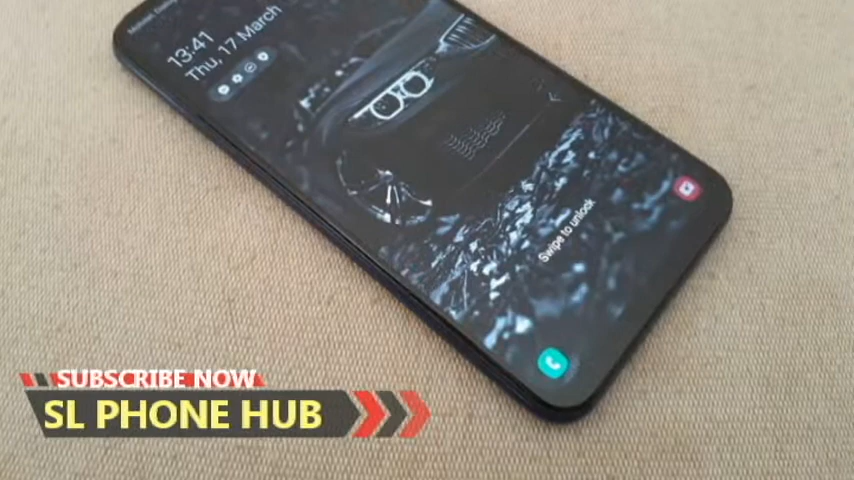 13:41
Thu, 17 March
Swipe to unlock
SUBSCRIBE NOW
SL PHONE HUB